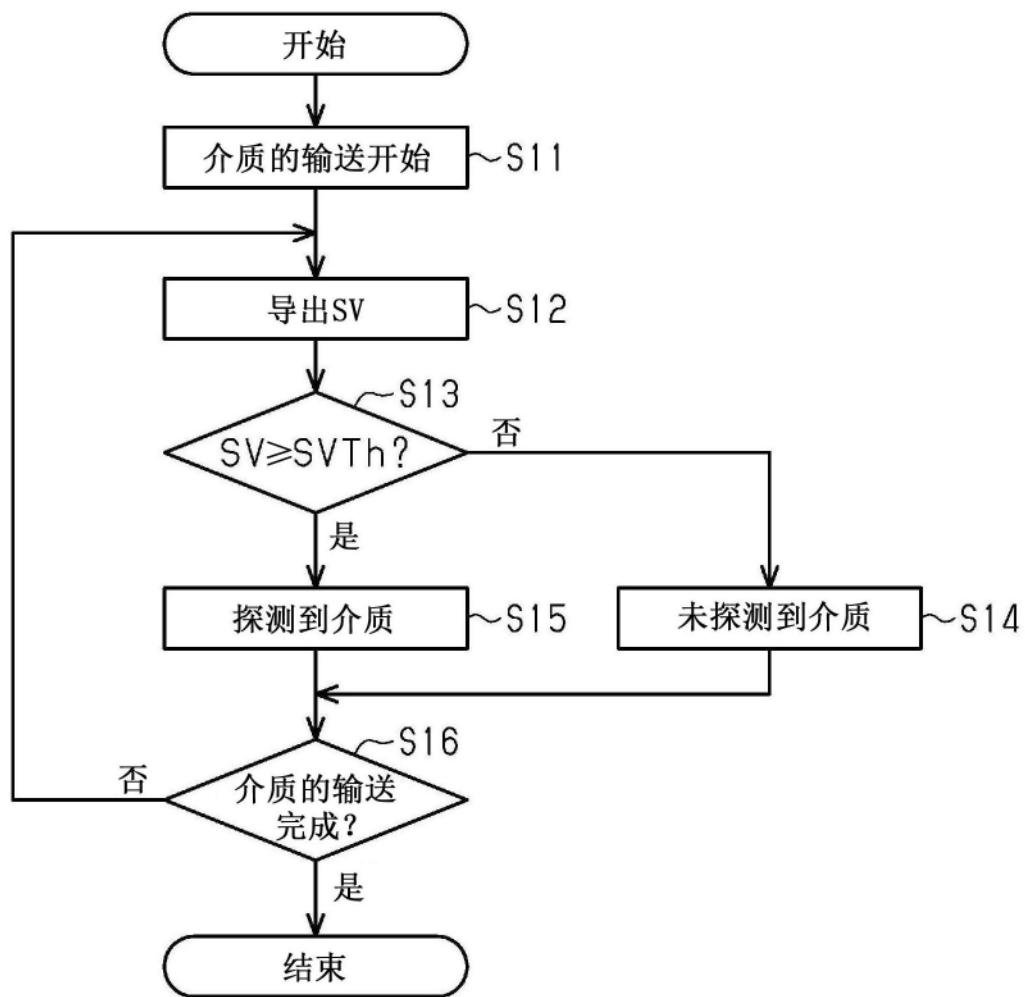 开始
介质的输送开始
S11
导出SV
S12
S13
SV≥SVTh?
否
是
探测到介质
S15
未探测到介质
S14
S16
否
介质的输送
完成?
是
结束